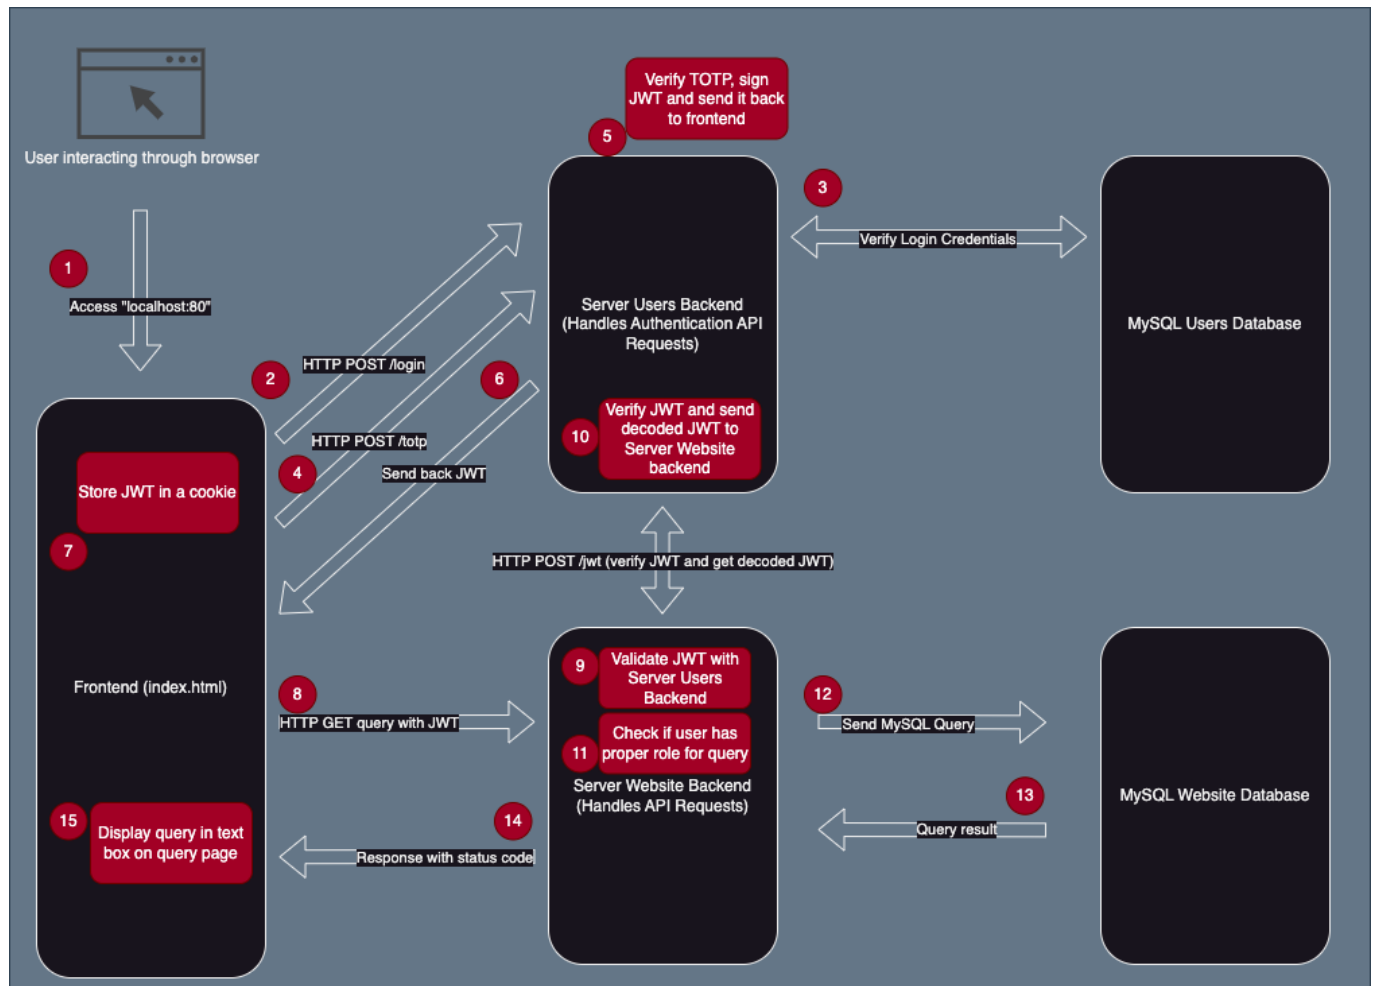 Verify TOTP, sign
JWT and send it back
to frontend
5
User interacting through browser
3
Verify Login Credentials
1
Access "localhost:80"
Server Users Backend
(Handles Authentication API
Requests)
MySQL Users Database
2
HTTP POST /login
6
10
Verify JWT and send
decoded JWT to
Server Website
backend
HTTP POST /totp
4
Send back JWT
Store JWT in a cookie
7
HTTP POST /jwt (verify JWT and get decoded JWT)
9
Validate JWT with
Server Users
Backend
Frontend (index.html)
8
HTTP GET query with JWT
12
Send MySQL Query
11
Check if user has
proper role for query
Server Website Backend
(Handles API Requests)
MySQL Website Database
13
Query result
15
Display query in text
box on query page
14
Response with status code